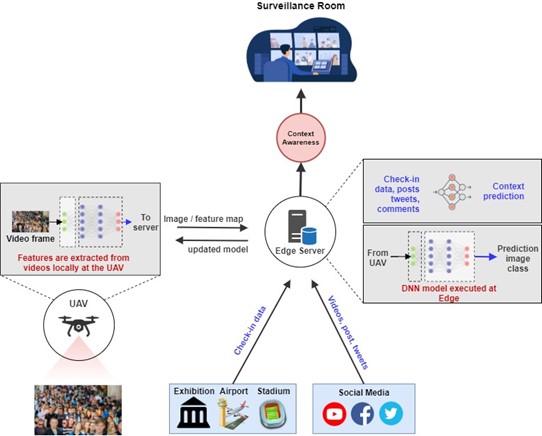 Surveillance Room
Context
Awareness
Check-in
data, posts
tweets,
comments
Context
prediction
To
server
Video frame
Features are extracted from
videos locally at the UAV
Image / feature map
updated model
Edge Server
From
UAV
Prediction
image
class
DNN model executed at
Edge
UAV
Check-in data
Videos, post, tweets
Exhibition Airport Stadium
Social Media